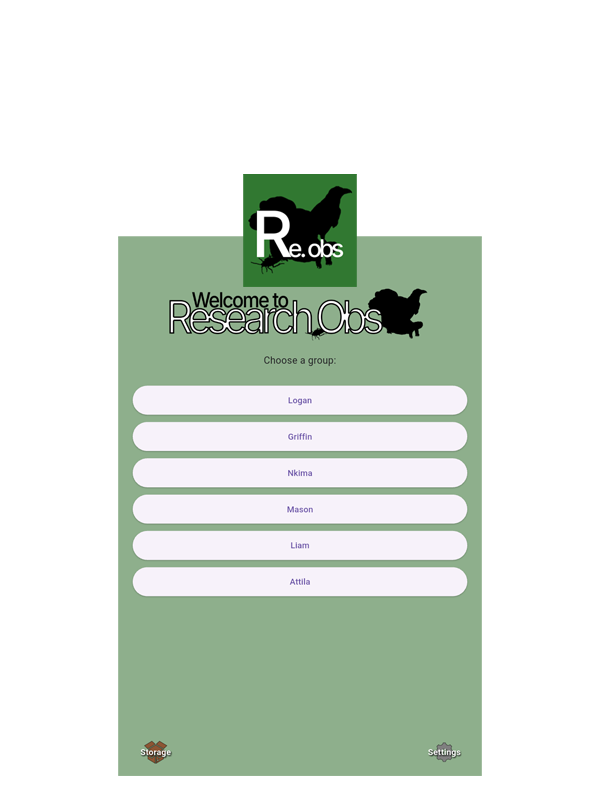 Re. obs
Welcome to
Research Obs
Choose a group:
Logan
Griffin
Nkima
Mason
Liam
Attila
Storage
Settings